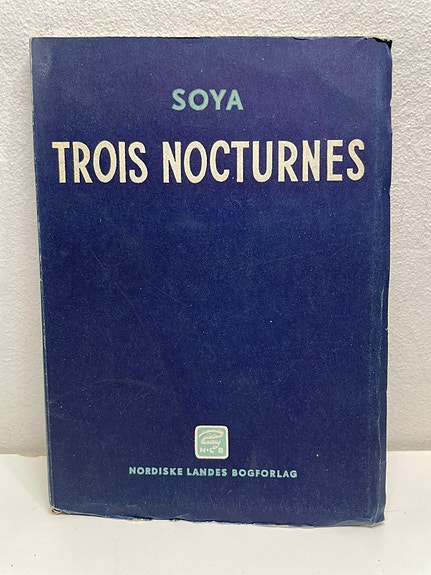 SOYA
TROIS NOCTURNES
N•L•B
NORDISKE LANDES BOGFORLAG